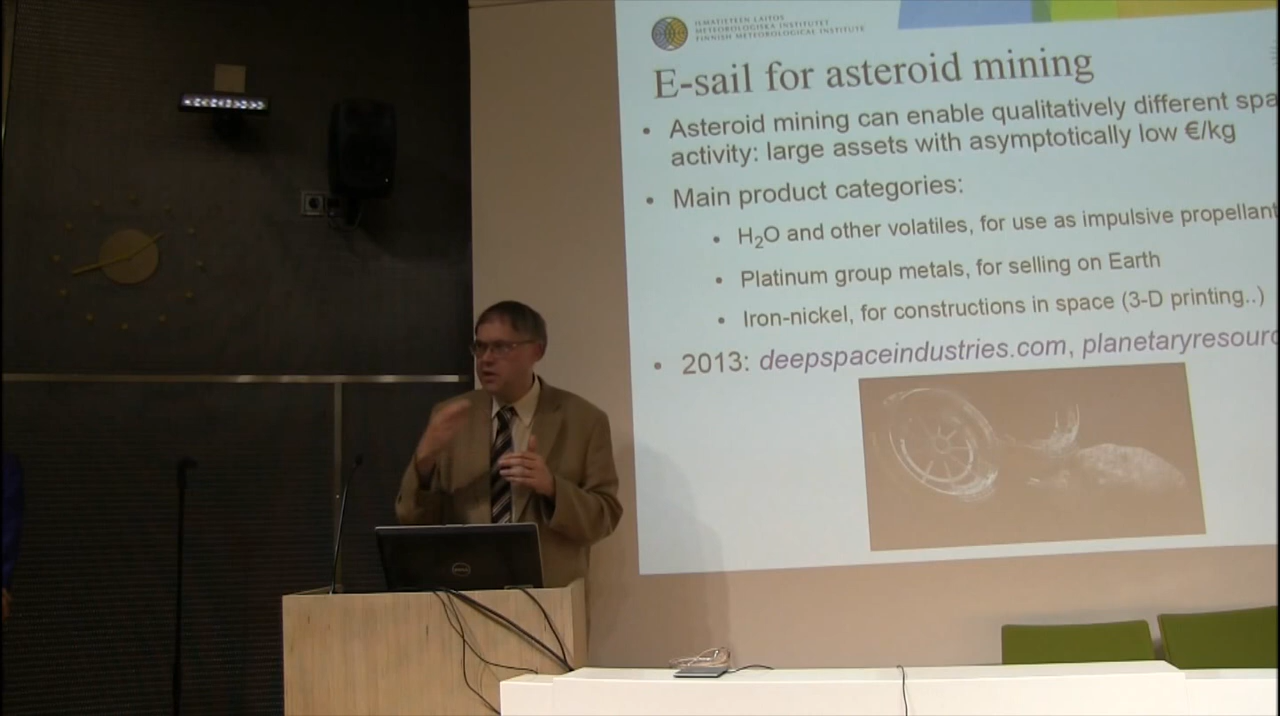 ILMATIETEEN LAITOS
METEOROLOGISKA INSTITUTET
FINNISH METEOROLOGICAL INSTITUTE
E-sail for asteroid mining
• Asteroid mining can enable qualitatively different spa
activity: large assets with asymptotically low €/kg
• Main product categories:
• H₂O and other volatiles, for use as impulsive propellant
• Platinum group metals, for selling on Earth
• Iron-nickel, for constructions in space (3-D printing..)
• 2013: deepspaceindustries.com, planetaryresourc
DELL